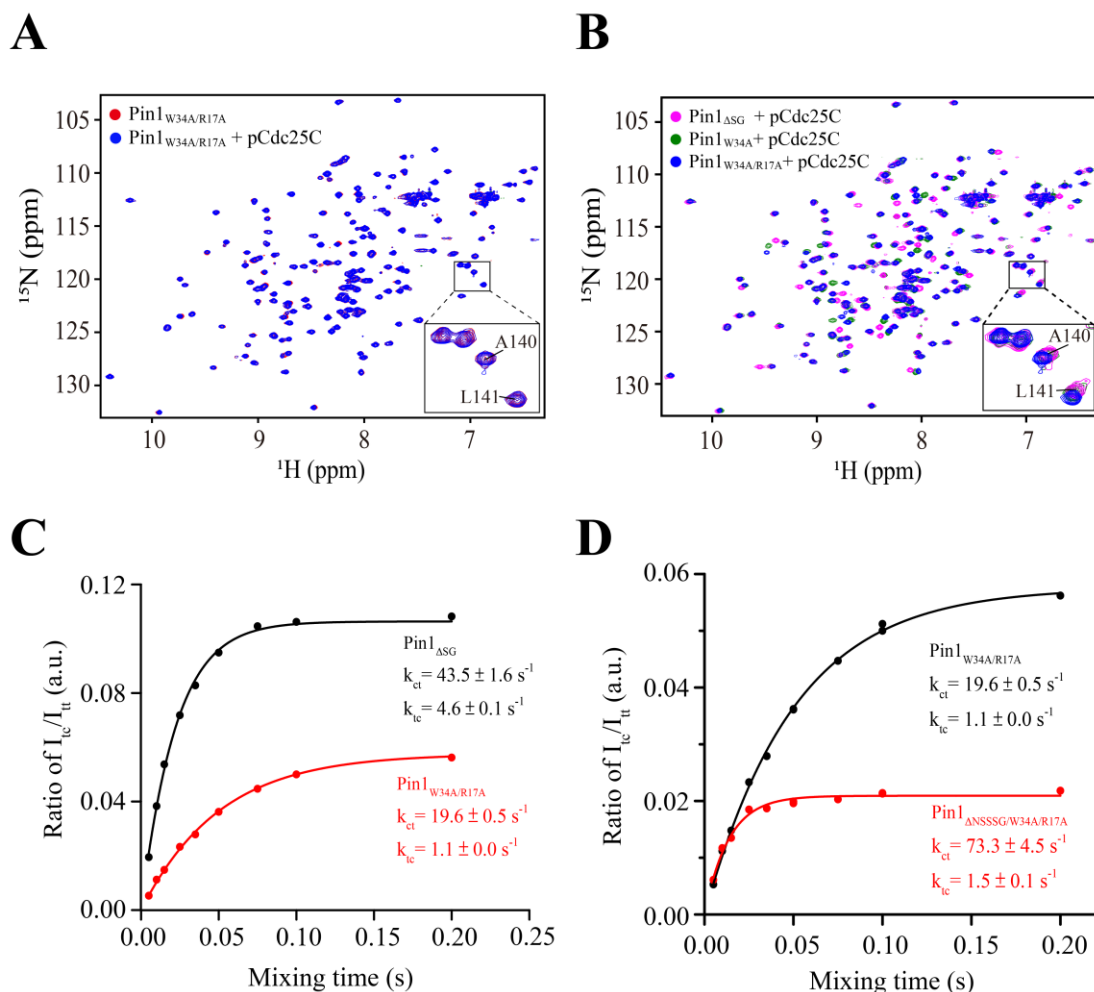 A
Pin1W34A/R17A
Pin1W34A/R17A + pCdc25C
105
110
115
120
125
130
¹⁵N (ppm)
A140
L141
10
9
8
7
¹H (ppm)
B
Pin1ΔSG + pCdc25C
Pin1W34A + pCdc25C
Pin1W34A/R17A + pCdc25C
105
110
115
120
125
130
¹⁵N (ppm)
A140
L141
10
9
8
7
¹H (ppm)
C
0.12
0.08
0.04
0.00
Ratio of Itc/Itt (a.u.)
Pin1ΔSG
kct= 43.5 ± 1.6 s⁻¹
ktc= 4.6 ± 0.1 s⁻¹
Pin1W34A/R17A
kct= 19.6 ± 0.5 s⁻¹
ktc= 1.1 ± 0.0 s⁻¹
0.00
0.05
0.10
0.15
0.20
0.25
Mixing time (s)
D
0.06
0.04
0.02
0.00
Ratio of Itc/Itt (a.u.)
Pin1W34A/R17A
kct= 19.6 ± 0.5 s⁻¹
ktc= 1.1 ± 0.0 s⁻¹
Pin1ΔNSSSG/W34A/R17A
kct= 73.3 ± 4.5 s⁻¹
ktc= 1.5 ± 0.1 s⁻¹
0.00
0.05
0.10
0.15
0.20
Mixing time (s)